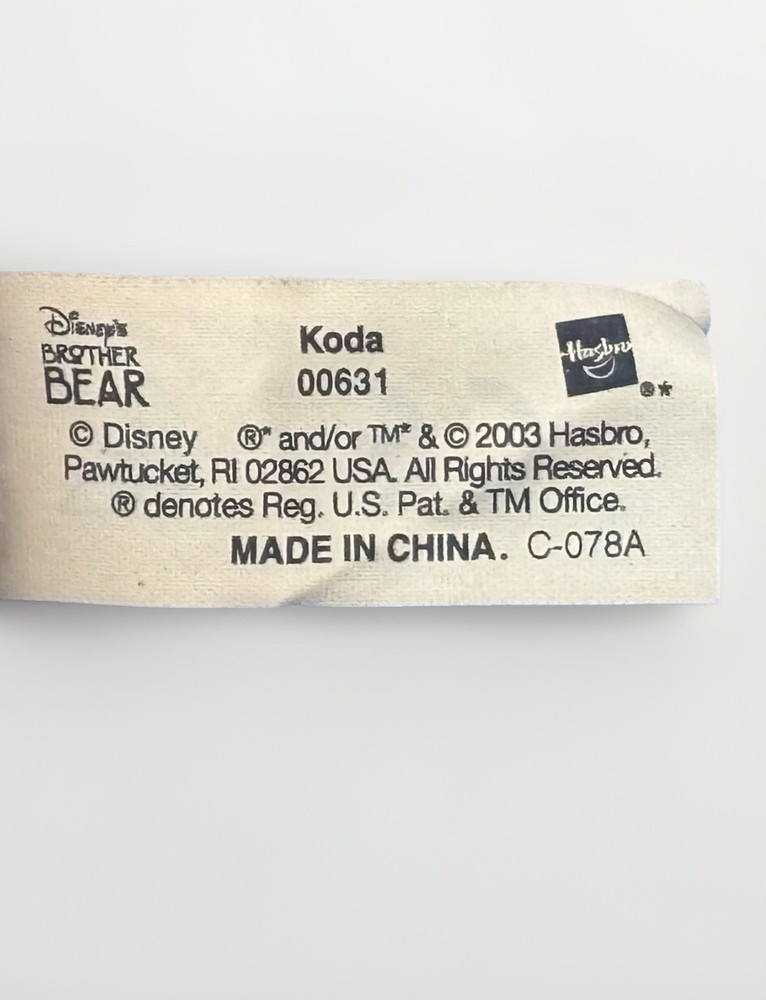 Disney's
BROTHER
BEAR
Koda
00631
Hasbro
®*
© Disney ®* and/or TM* & © 2003 Hasbro,
Pawtucket, RI 02862 USA. All Rights Reserved.
® denotes Reg. U.S. Pat. & TM Office.
MADE IN CHINA. C-078A